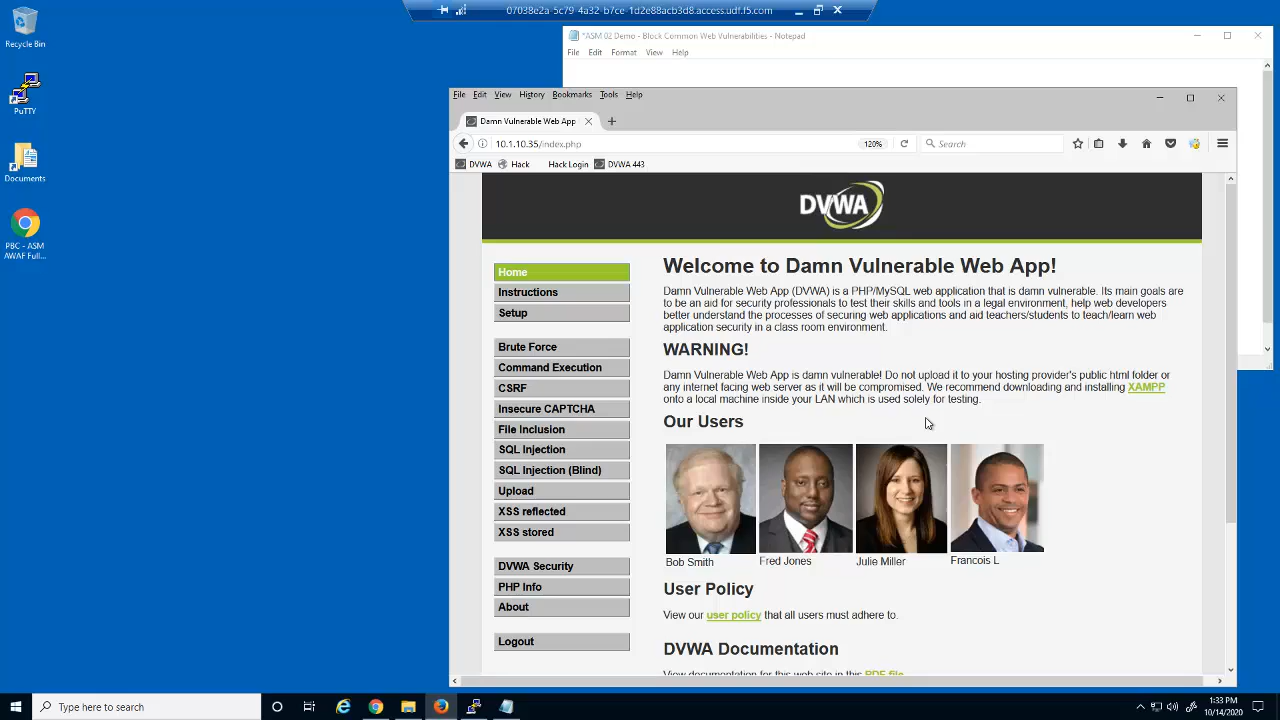 07038e2a-5c79-4a32-b7ce-1d2e88acb3d8.access.udf.f5.com
Recycle Bin
PuTTY
Documents
PBC - ASM
AWAF Full...
*ASM 02 Demo - Block Common Web Vulnerabilities - Notepad
File Edit Format View Help
File Edit View History Bookmarks Tools Help
Damn Vulnerable Web App
10.1.10.35/index.php
120%
Search
DVWA Hack Hack Login DVWA 443
DVWA
Home
Instructions
Setup
Brute Force
Command Execution
CSRF
Insecure CAPTCHA
File Inclusion
SQL Injection
SQL Injection (Blind)
Upload
XSS reflected
XSS stored
DVWA Security
PHP Info
About
Logout
Welcome to Damn Vulnerable Web App!
Damn Vulnerable Web App (DVWA) is a PHP/MySQL web application that is damn vulnerable. Its main goals are
to be an aid for security professionals to test their skills and tools in a legal environment, help web developers
better understand the processes of securing web applications and aid teachers/students to teach/learn web
application security in a class room environment.
WARNING!
Damn Vulnerable Web App is damn vulnerable! Do not upload it to your hosting provider's public html folder or
any internet facing web server as it will be compromised. We recommend downloading and installing XAMPP
onto a local machine inside your LAN which is used solely for testing.
Our Users
Bob Smith Fred Jones Julie Miller Francois L
User Policy
View our user policy that all users must adhere to.
DVWA Documentation
View documentation for this web site in this PDF file.
Type here to search
1:33 PM
10/14/2020